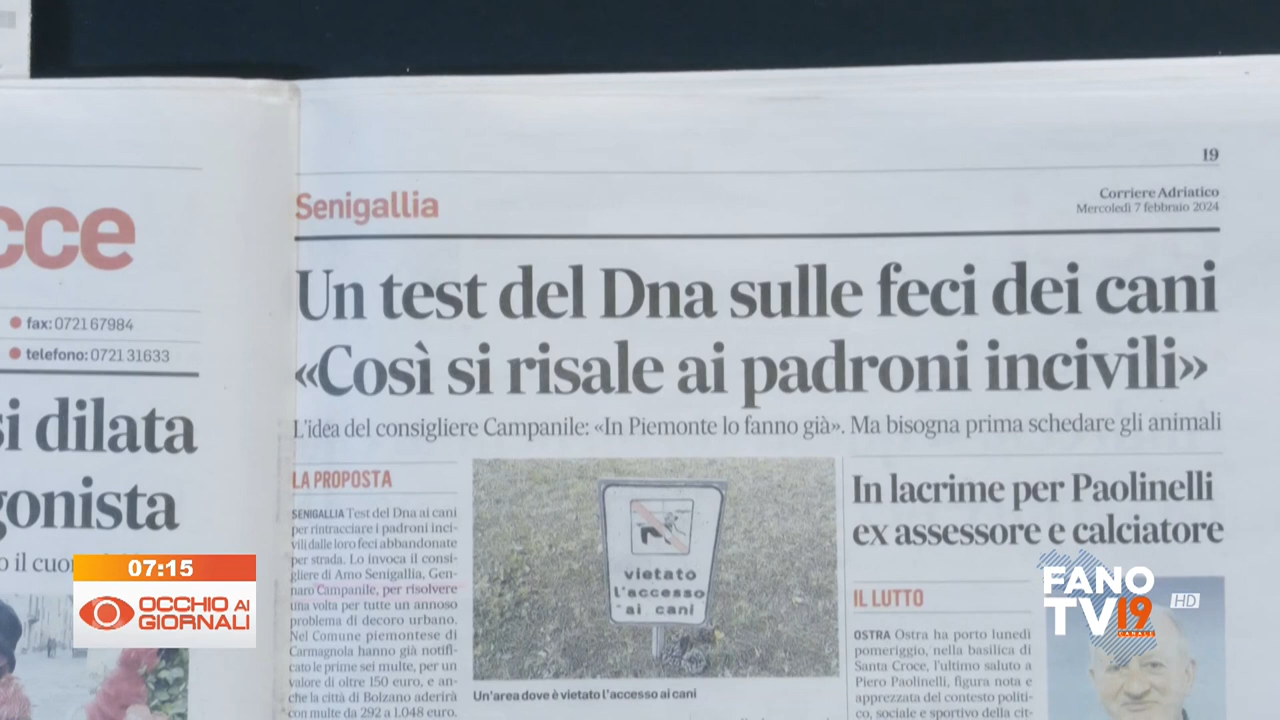 19
Senigallia
Corriere Adriatico
Mercoledì 7 febbraio 2024
cce
fax: 0721 67984
telefono: 0721 31633
si dilata
gonista
o il cuor
Un test del Dna sulle feci dei cani
«Così si risale ai padroni incivili»
L'idea del consigliere Campanile: «In Piemonte lo fanno già». Ma bisogna prima schedare gli animali
LA PROPOSTA
SENIGALLIA Test del Dna ai cani
per rintracciare i padroni inci-
vili dalle loro feci abbandonate
per strada. Lo invoca il consi-
gliere di Amo Senigallia, Gen-
naro Campanile, per risolvere
una volta per tutte un annoso
problema di decoro urbano.
Nel Comune piemontese di
Carmagnola hanno già notifi-
cato le prime sei multe, per un
valore di oltre 150 euro, e an-
che la città di Bolzano aderirà
con multe da 292 a 1.048 euro.
vietato
l'accesso
ai cani
Un'area dove è vietato l'accesso ai cani
In lacrime per Paolinelli
ex assessore e calciatore
IL LUTTO
OSTRA Ostra ha porto lunedì
pomeriggio, nella basilica di
Santa Croce, l'ultimo saluto a
Piero Paolinelli, figura nota e
apprezzata del contesto politi-
co, sociale e sportivo della cit-
07:15
OCCHIO AI
GIORNALI
FANO
TV19
CANALE
HD